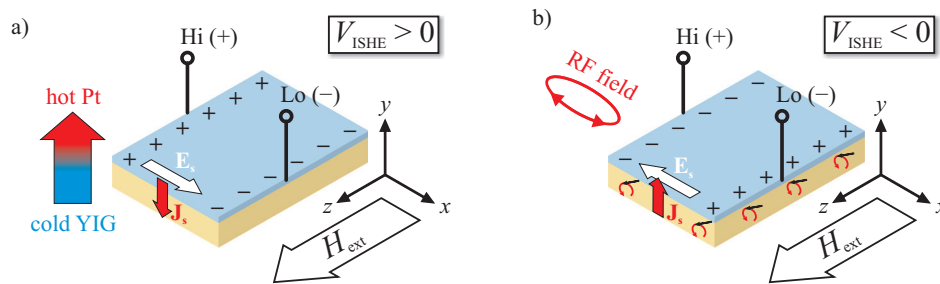 a)
V_ISHE > 0
Hi (+)
hot Pt
Lo (−)
+ + + + + + +
− − − − − −
E_s
J_s
cold YIG
y
z
x
H_ext
b)
V_ISHE < 0
Hi (+)
RF field
Lo (−)
− − − − − − −
+ + + + + +
E_s
J_s
y
z
x
H_ext